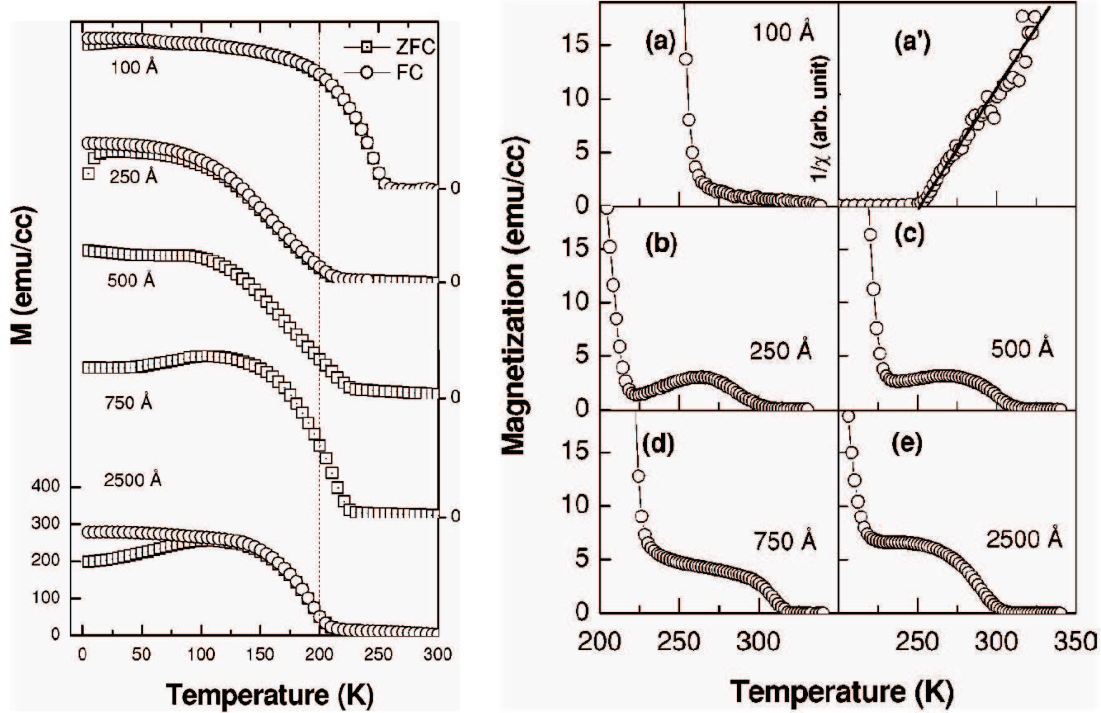 ZFC
FC
100 Å
0
250 Å
0
500 Å
0
750 Å
0
2500 Å
400
300
200
100
0
0 50 100 150 200 250 300
M (emu/cc)
Temperature (K)
(a) 100 Å
(a')
1/χ (arb. unit)
15
10
5
0
(b)
250 Å
15
10
5
0
(c)
500 Å
(d)
750 Å
15
10
5
0
(e)
2500 Å
200 250 300 250 300 350
Magnetization (emu/cc)
Temperature (K)